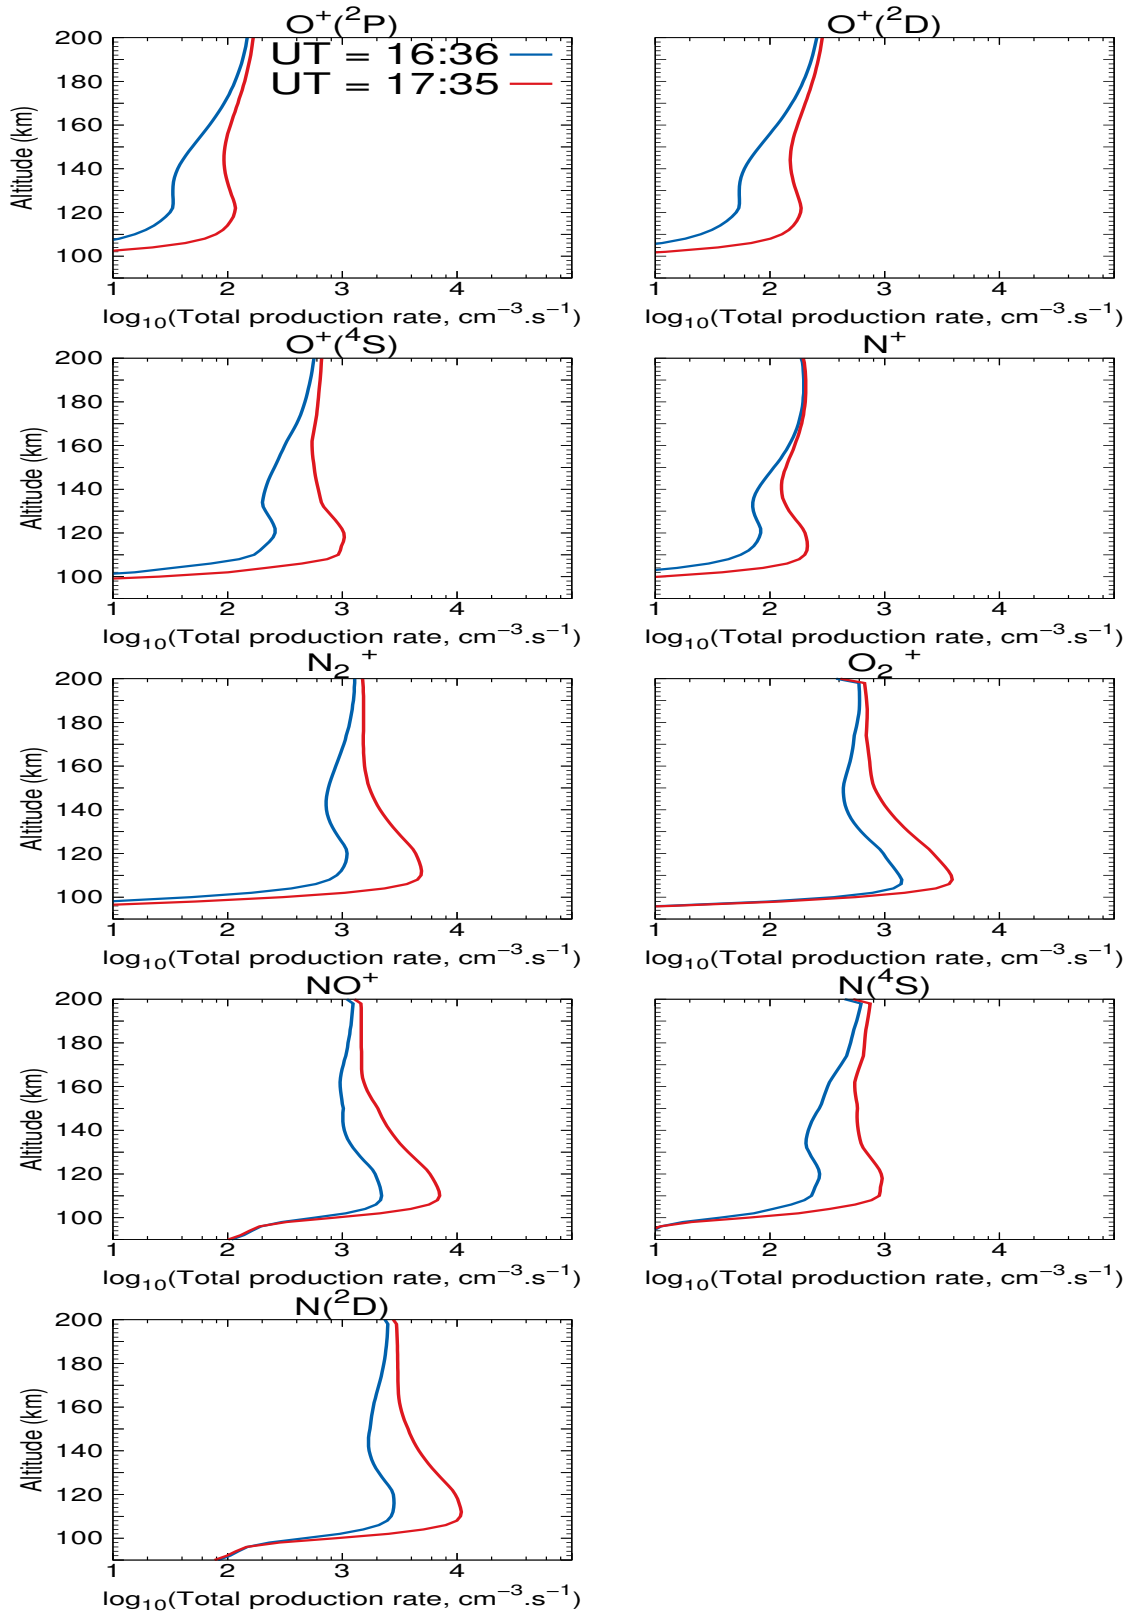 O⁺(²P)
UT = 16:36
UT = 17:35
200
180
160
140
120
100
Altitude (km)
1 2 3 4
log₁₀(Total production rate, cm⁻³.s⁻¹)
O⁺(²D)
200
180
160
140
120
100
1 2 3 4
log₁₀(Total production rate, cm⁻³.s⁻¹)
O⁺(⁴S)
200
180
160
140
120
100
Altitude (km)
1 2 3 4
log₁₀(Total production rate, cm⁻³.s⁻¹)
N⁺
200
180
160
140
120
100
1 2 3 4
log₁₀(Total production rate, cm⁻³.s⁻¹)
N₂ ⁺
200
180
160
140
120
100
Altitude (km)
1 2 3 4
log₁₀(Total production rate, cm⁻³.s⁻¹)
O₂ ⁺
200
180
160
140
120
100
1 2 3 4
log₁₀(Total production rate, cm⁻³.s⁻¹)
NO⁺
200
180
160
140
120
100
Altitude (km)
1 2 3 4
log₁₀(Total production rate, cm⁻³.s⁻¹)
N(⁴S)
200
180
160
140
120
100
1 2 3 4
log₁₀(Total production rate, cm⁻³.s⁻¹)
N(²D)
200
180
160
140
120
100
Altitude (km)
1 2 3 4
log₁₀(Total production rate, cm⁻³.s⁻¹)